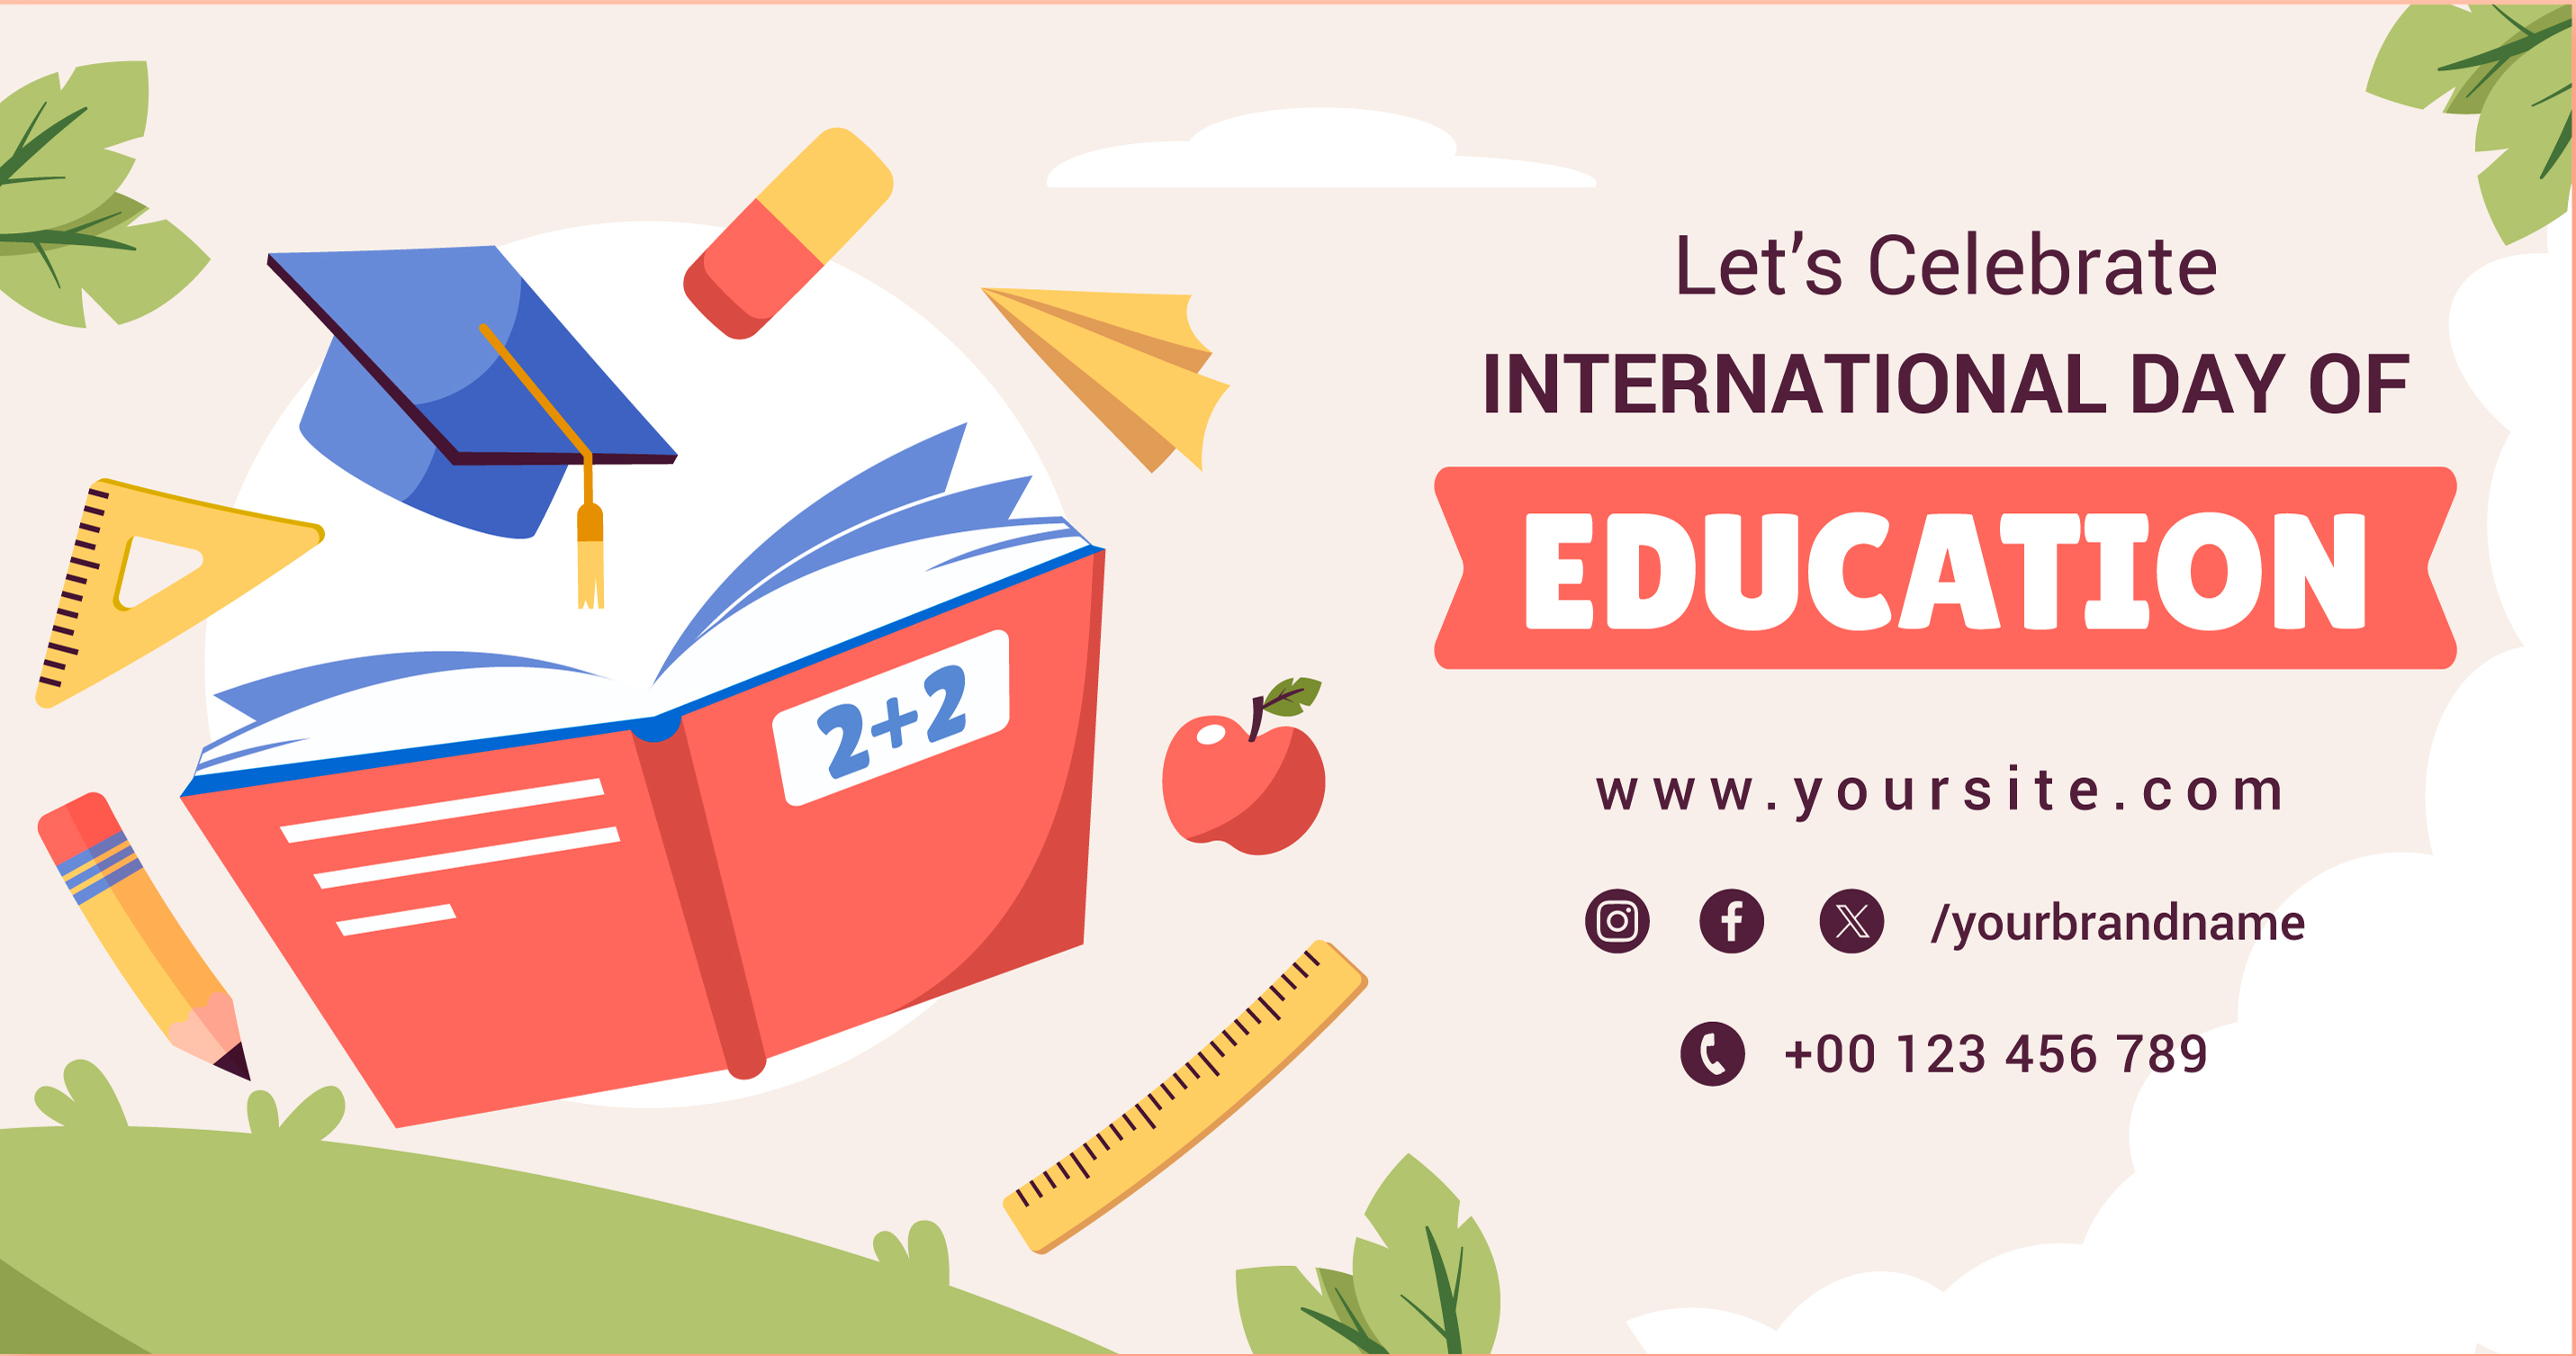 Let’s Celebrate
INTERNATIONAL DAY OF
EDUCATION
2+2
www.yoursite.com
/yourbrandname
+00 123 456 789